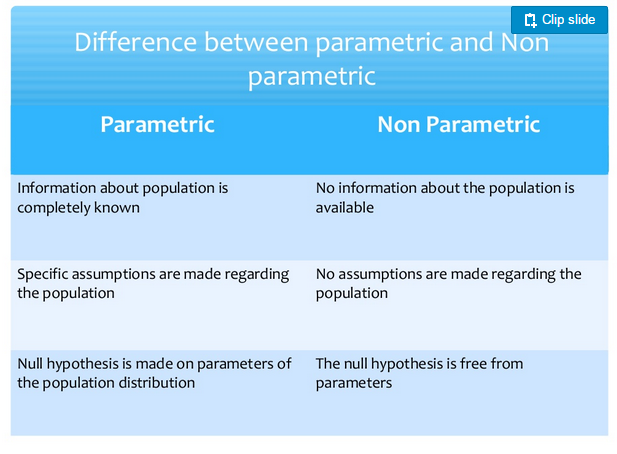 Clip slide
Difference between parametric and Non
parametric
Parametric
Non Parametric
Information about population is
completely known
No information about the population is
available
Specific assumptions are made regarding
the population
No assumptions are made regarding the
population
Null hypothesis is made on parameters of
the population distribution
The null hypothesis is free from
parameters